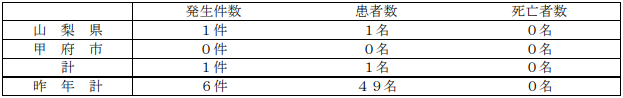 発生件数 患者数 死亡者数
山 梨 県 １件 １名 ０名
甲 府 市 ０件 ０名 ０名
計 １件 １名 ０名
昨 年 計 ６件 ４９名 ０名